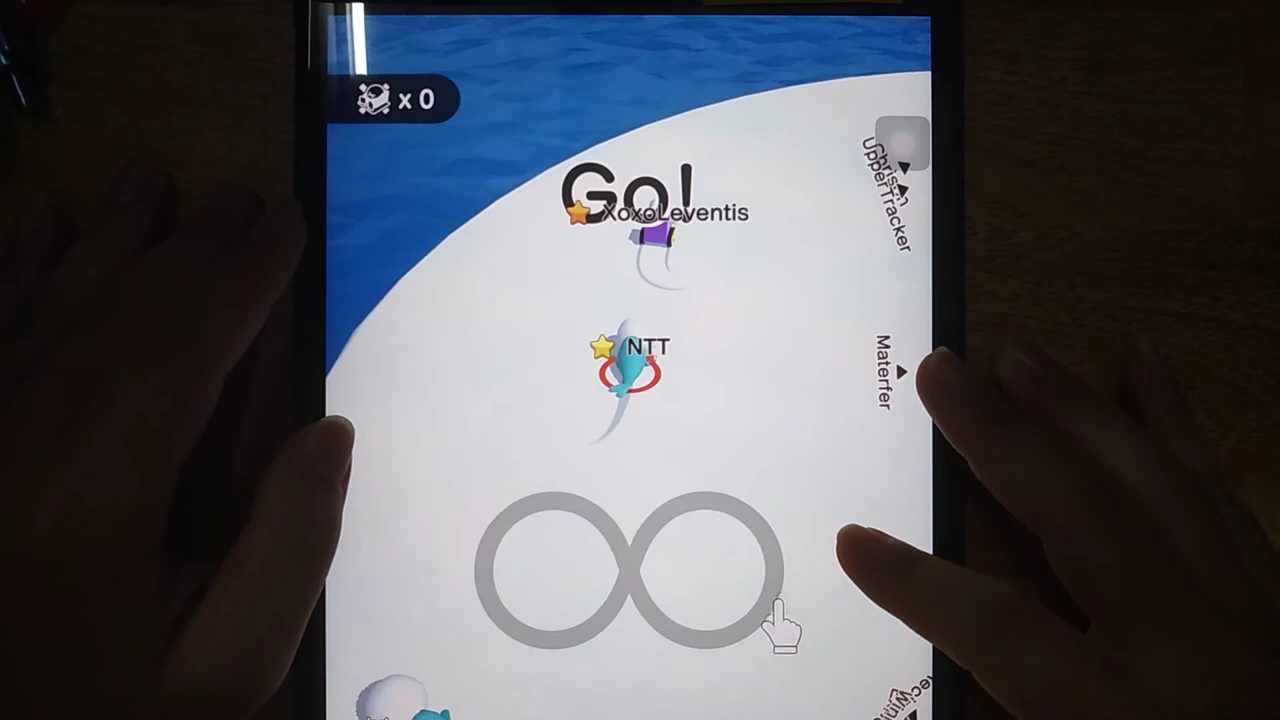 x 0
Go!
XoxoLeventis
NTT
UpperTracker
Materfer